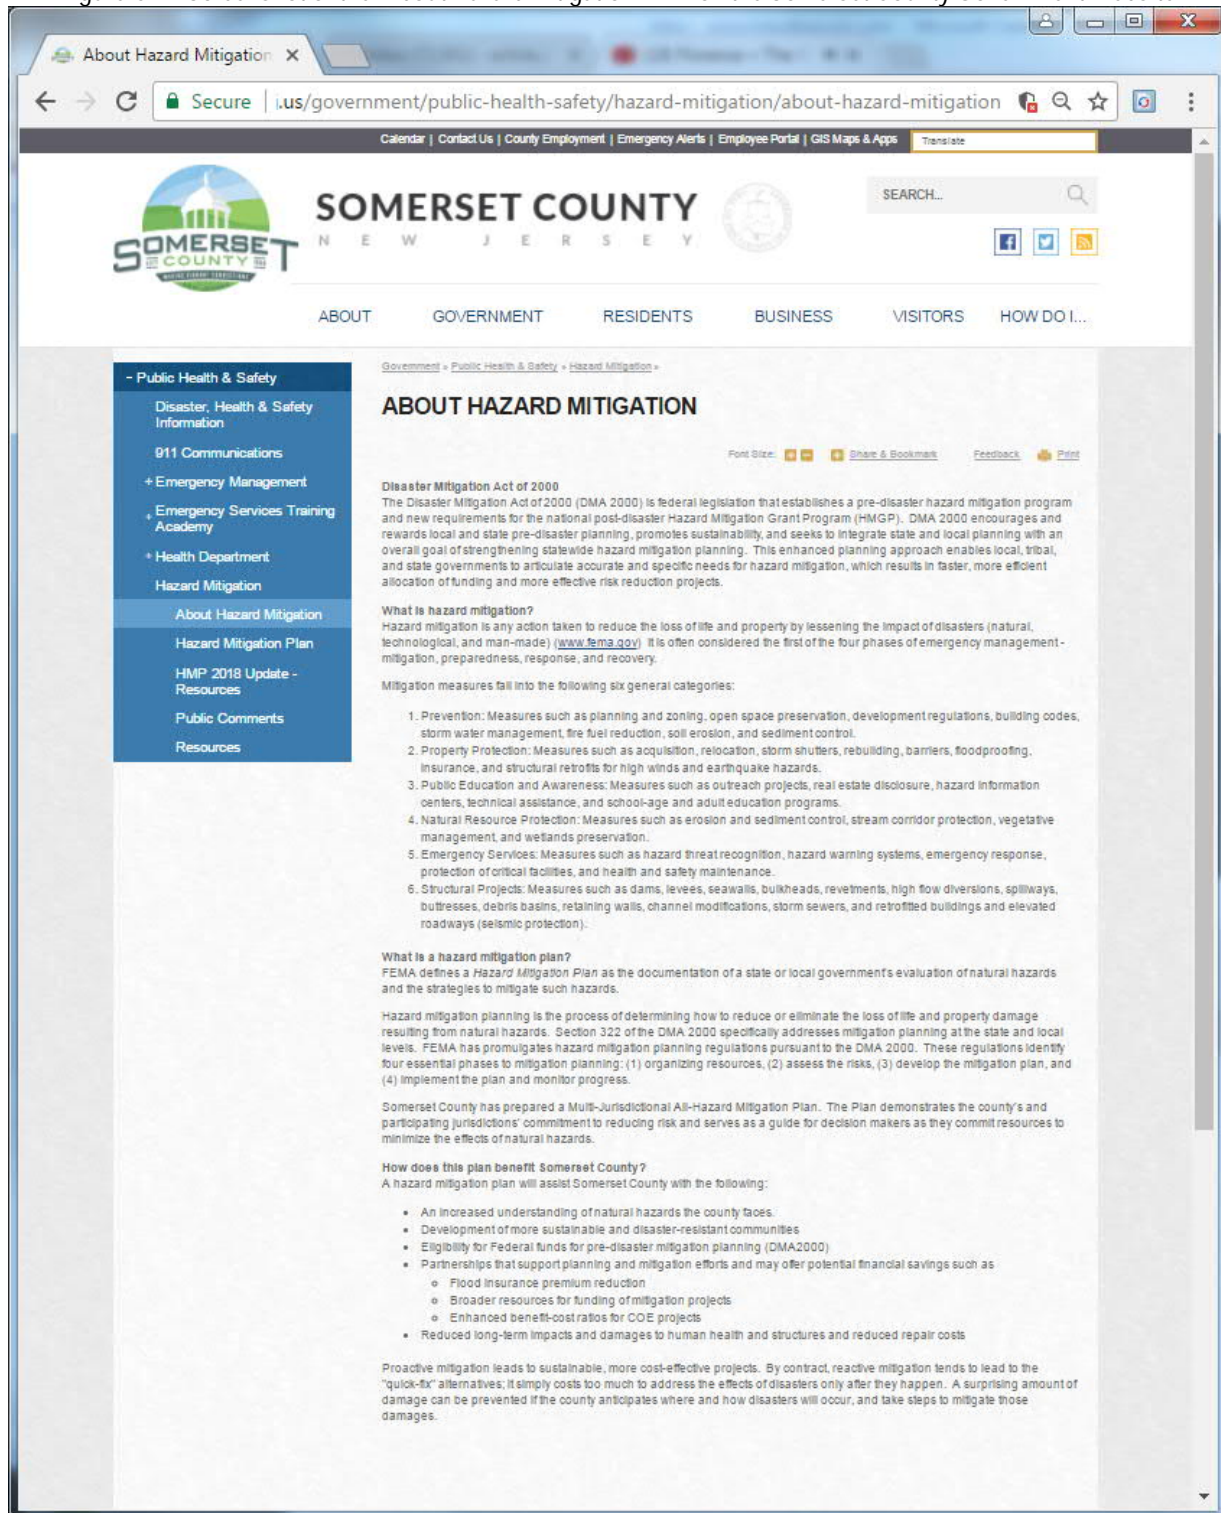 About Hazard Mitigation
Secure
i.us/government/public-health-safety/hazard-mitigation/about-hazard-mitigation
Calendar | Contact Us | County Employment | Emergency Alerts | Employee Portal | GIS Maps & Apps
Translate
SOMERSET
COUNTY
SOMERSET COUNTY
NEW JERSEY
SEARCH...
ABOUT GOVERNMENT RESIDENTS BUSINESS VISITORS HOW DO I...
- Public Health & Safety
Disaster, Health & Safety
Information
911 Communications
+ Emergency Management
+ Emergency Services Training
Academy
+ Health Department
Hazard Mitigation
About Hazard Mitigation
Hazard Mitigation Plan
HMP 2018 Update -
Resources
Public Comments
Resources
Government » Public Health & Safety » Hazard Mitigation »
ABOUT HAZARD MITIGATION
Font Size: + - + Share & Bookmark Feedback Print
Disaster Mitigation Act of 2000
The Disaster Mitigation Act of 2000 (DMA 2000) is federal legislation that establishes a pre-disaster hazard mitigation program
and new requirements for the national post-disaster Hazard Mitigation Grant Program (HMGP). DMA 2000 encourages and
rewards local and state pre-disaster planning, promotes sustainability, and seeks to integrate state and local planning with an
overall goal of strengthening statewide hazard mitigation planning. This enhanced planning approach enables local, tribal,
and state governments to articulate accurate and specific needs for hazard mitigation, which results in faster, more efficient
allocation of funding and more effective risk reduction projects.
What is hazard mitigation?
Hazard mitigation is any action taken to reduce the loss of life and property by lessening the impact of disasters (natural,
technological, and man-made) (www.fema.gov) It is often considered the first of the four phases of emergency management -
mitigation, preparedness, response, and recovery.
Mitigation measures fall into the following six general categories:
1. Prevention: Measures such as planning and zoning, open space preservation, development regulations, building codes,
storm water management, fire fuel reduction, soil erosion, and sediment control.
2. Property Protection: Measures such as acquisition, relocation, storm shutters, rebuilding, barriers, floodproofing,
insurance, and structural retrofits for high winds and earthquake hazards.
3. Public Education and Awareness: Measures such as outreach projects, real estate disclosure, hazard information
centers, technical assistance, and school-age and adult education programs.
4. Natural Resource Protection: Measures such as erosion and sediment control, stream corridor protection, vegetative
management, and wetlands preservation.
5. Emergency Services: Measures such as hazard threat recognition, hazard warning systems, emergency response,
protection of critical facilities, and health and safety maintenance.
6. Structural Projects: Measures such as dams, levees, seawalls, bulkheads, revetments, high flow diversions, spillways,
buttresses, debris basins, retaining walls, channel modifications, storm sewers, and retrofitted buildings and elevated
roadways (seismic protection).
What is a hazard mitigation plan?
FEMA defines a Hazard Mitigation Plan as the documentation of a state or local government's evaluation of natural hazards
and the strategies to mitigate such hazards.
Hazard mitigation planning is the process of determining how to reduce or eliminate the loss of life and property damage
resulting from natural hazards. Section 322 of the DMA 2000 specifically addresses mitigation planning at the state and local
levels. FEMA has promulgates hazard mitigation planning regulations pursuant to the DMA 2000. These regulations identify
four essential phases to mitigation planning: (1) organizing resources, (2) assess the risks, (3) develop the mitigation plan, and
(4) implement the plan and monitor progress.
Somerset County has prepared a Multi-Jurisdictional All-Hazard Mitigation Plan. The Plan demonstrates the county's and
participating jurisdictions' commitment to reducing risk and serves as a guide for decision makers as they commit resources to
minimize the effects of natural hazards.
How does this plan benefit Somerset County?
A hazard mitigation plan will assist Somerset County with the following:
• An increased understanding of natural hazards the county faces.
• Development of more sustainable and disaster-resistant communities
• Eligibility for Federal funds for pre-disaster mitigation planning (DMA2000)
• Partnerships that support planning and mitigation efforts and may offer potential financial savings such as
o Flood insurance premium reduction
o Broader resources for funding of mitigation projects
o Enhanced benefit-cost ratios for COE projects
• Reduced long-term impacts and damages to human health and structures and reduced repair costs
Proactive mitigation leads to sustainable, more cost-effective projects. By contract, reactive mitigation tends to lead to the
"quick-fix" alternatives; it simply costs too much to address the effects of disasters only after they happen. A surprising amount of
damage can be prevented if the county anticipates where and how disasters will occur, and take steps to mitigate those
damages.